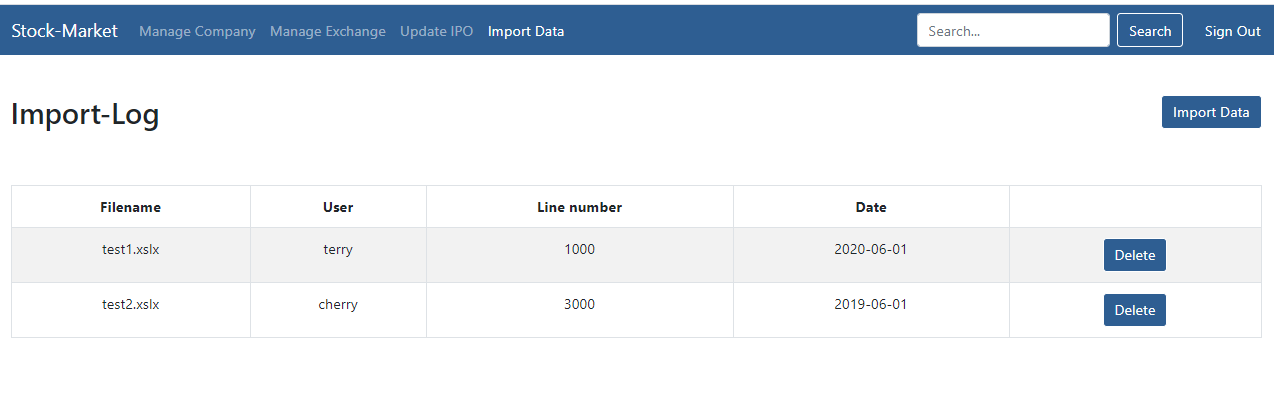 Stock-Market Manage Company Manage Exchange Update IPO Import Data Search... Search Sign Out
Import-Log Import Data
Filename User Line number Date
test1.xslx terry 1000 2020-06-01 Delete
test2.xslx cherry 3000 2019-06-01 Delete